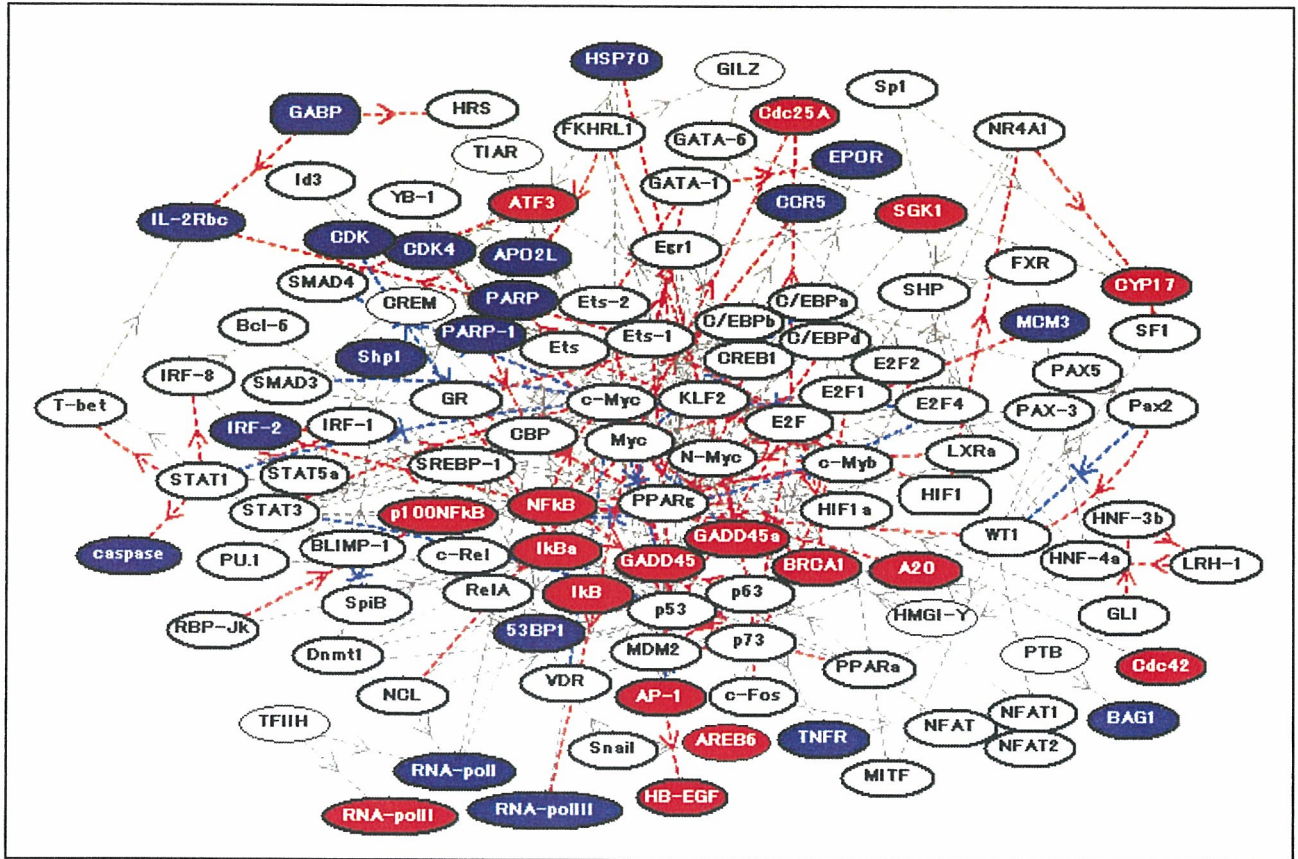 HSP70
GILZ
Sp1
GABP
HRS
FKHRL1
Cdc25A
NR4A1
TIAR
GATA-6
EPOR
Id3
YB-1
ATF3
GATA-1
CCR5
SGK1
IL-2Rbc
CDK
CDK4
APO2L
Egr1
FXR
SMAD4
CREM
PARP
Ets-2
C/EBPa
SHP
CYP17
Bcl-6
PARP-1
Ets
Ets-1
C/EBPb
C/EBPd
MCM3
SF1
Shp1
CREB1
E2F2
IRF-8
SMAD3
GR
c-Myc
KLF2
E2F1
E2F4
PAX5
T-bet
IRF-2
IRF-1
CBP
Myc
E2F
PAX-3
Pax2
STAT1
STAT5a
SREBP-1
N-Myc
c-Myb
LXRa
STAT3
p100NFkB
NFkB
PPARg
HIF1a
HIF1
caspase
PU.1
BLIMP-1
c-Rel
IkBa
GADD45
GADD45a
BRCA1
A20
WT1
HNF-3b
HNF-4a
LRH-1
RBP-Jk
SpiB
RelA
IkB
p53
p63
HMGI-Y
GLI
Dnmt1
53BP1
MDM2
p73
PPARa
PTB
Cdc42
NCL
VDR
AP-1
c-Fos
TFIIH
Snail
AREB6
TNFR
NFAT
NFAT1
NFAT2
BAG1
RNA-polI
MITF
RNA-polII
RNA-polIII
HB-EGF